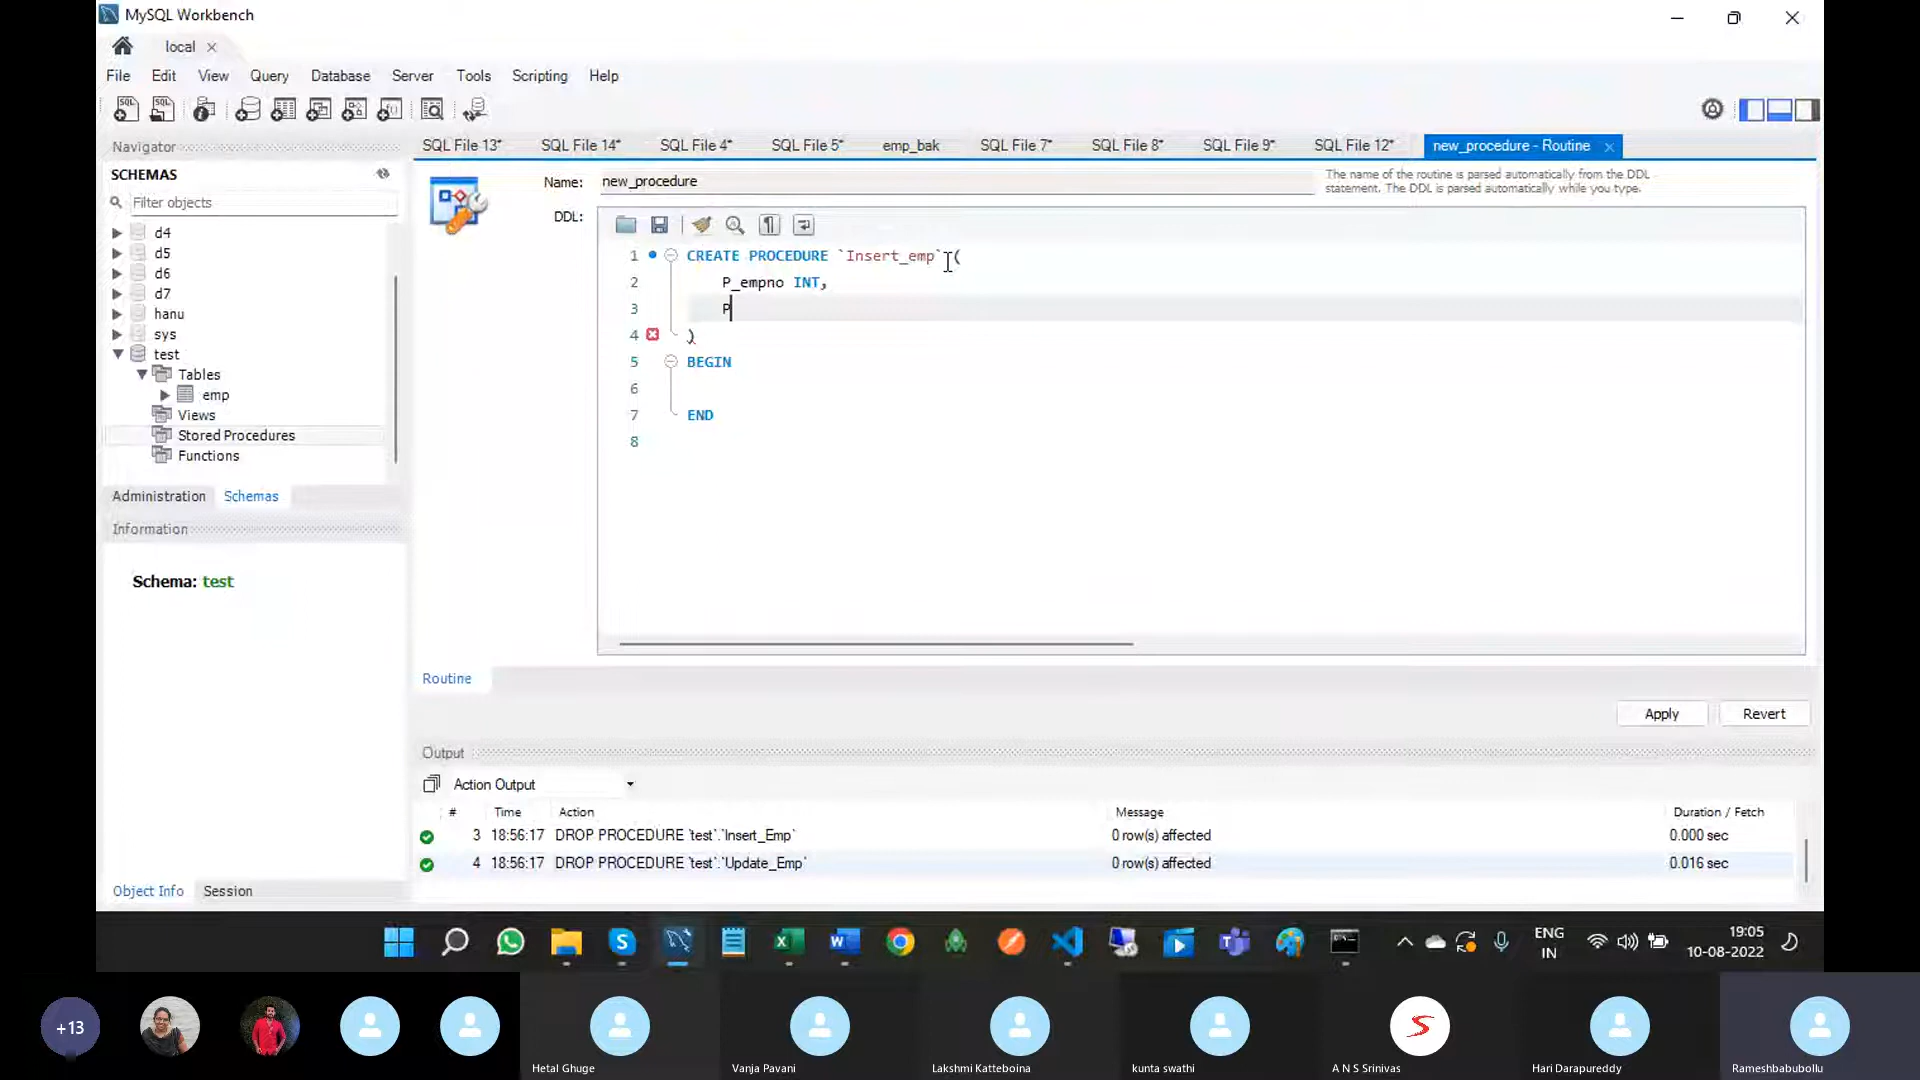 MySQL Workbench
local
File Edit View Query Database Server Tools Scripting Help
Navigator
SCHEMAS
Filter objects
d4
d5
d6
d7
hanu
sys
test
Tables
emp
Views
Stored Procedures
Functions
Administration Schemas
Information
Schema: test
Object Info Session
SQL File 13* SQL File 14* SQL File 4* SQL File 5* emp_bak SQL File 7* SQL File 8* SQL File 9* SQL File 12* new_procedure - Routine
Name: new_procedure
The name of the routine is parsed automatically from the DDL
statement. The DDL is parsed automatically while you type.
DDL:
1 CREATE PROCEDURE `Insert_emp` (
2 P_empno INT,
3 P
4 )
5 BEGIN
6
7 END
8
Routine
Apply Revert
Output
Action Output
# Time Action Message Duration / Fetch
3 18:56:17 DROP PROCEDURE `test`.`Insert_Emp` 0 row(s) affected 0.000 sec
4 18:56:17 DROP PROCEDURE `test`.`Update_Emp` 0 row(s) affected 0.016 sec
ENG
IN
19:05
10-08-2022
+13
Hetal Ghuge
Vanja Pavani
Lakshmi Katteboina
kunta swathi
A N S Srinivas
Hari Darapureddy
Rameshbabubollu